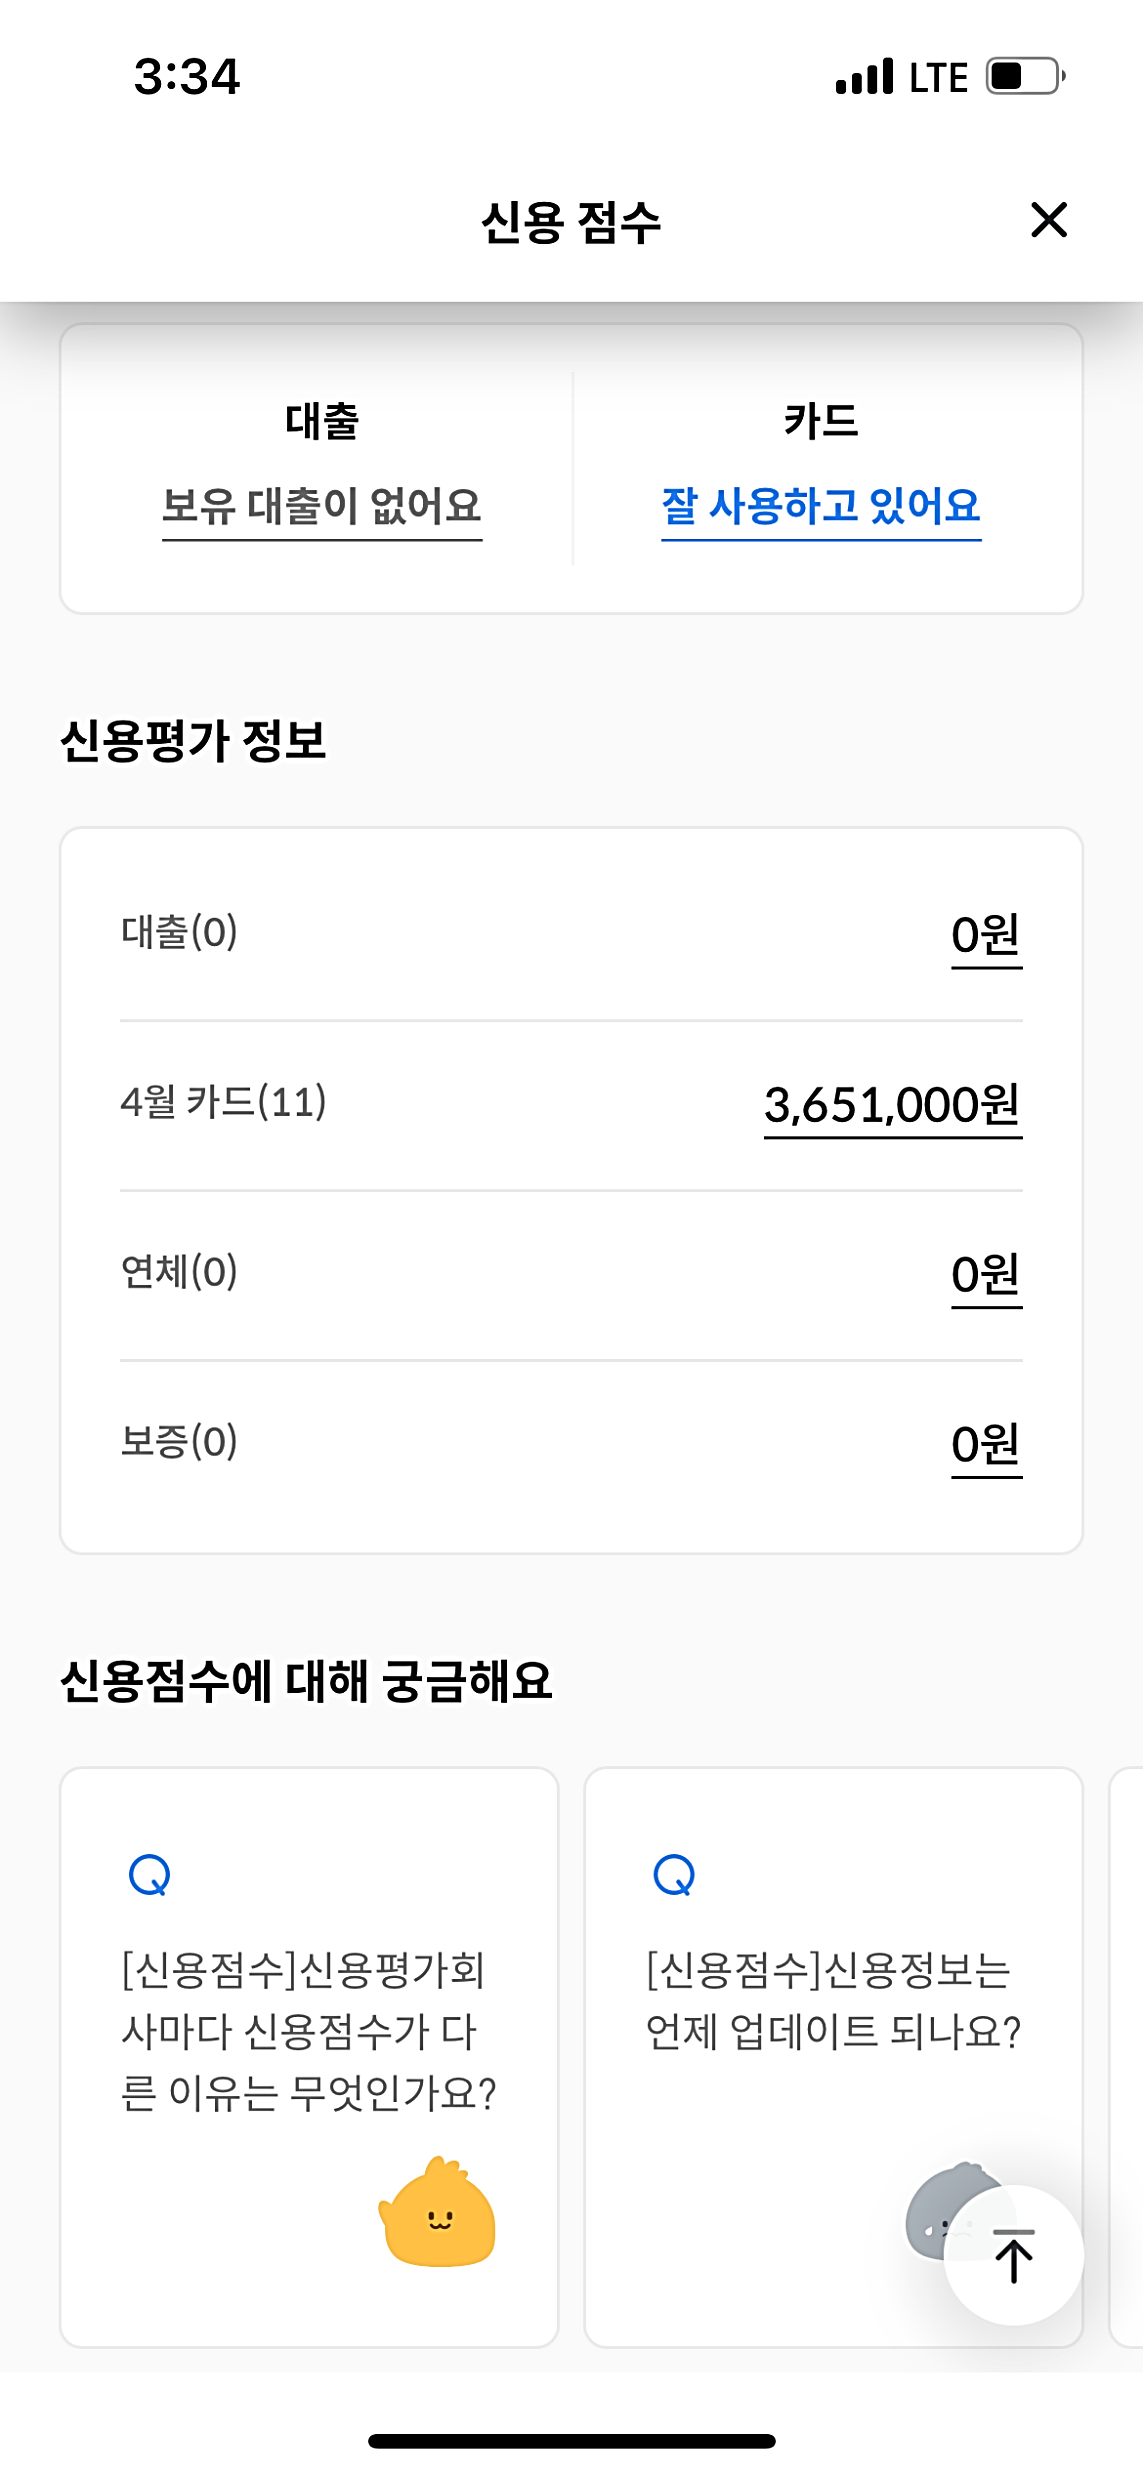 3:34
LTE
신용 점수
대출
카드
보유 대출이 없어요
잘 사용하고 있어요
신용평가 정보
대출(0)
0원
4월 카드(11)
3,651,000원
연체(0)
0원
보증(0)
0원
신용점수에 대해 궁금해요
Q
[신용점수]신용평가회
사마다 신용점수가 다
른 이유는 무엇인가요?
Q
[신용점수]신용정보는
언제 업데이트 되나요?